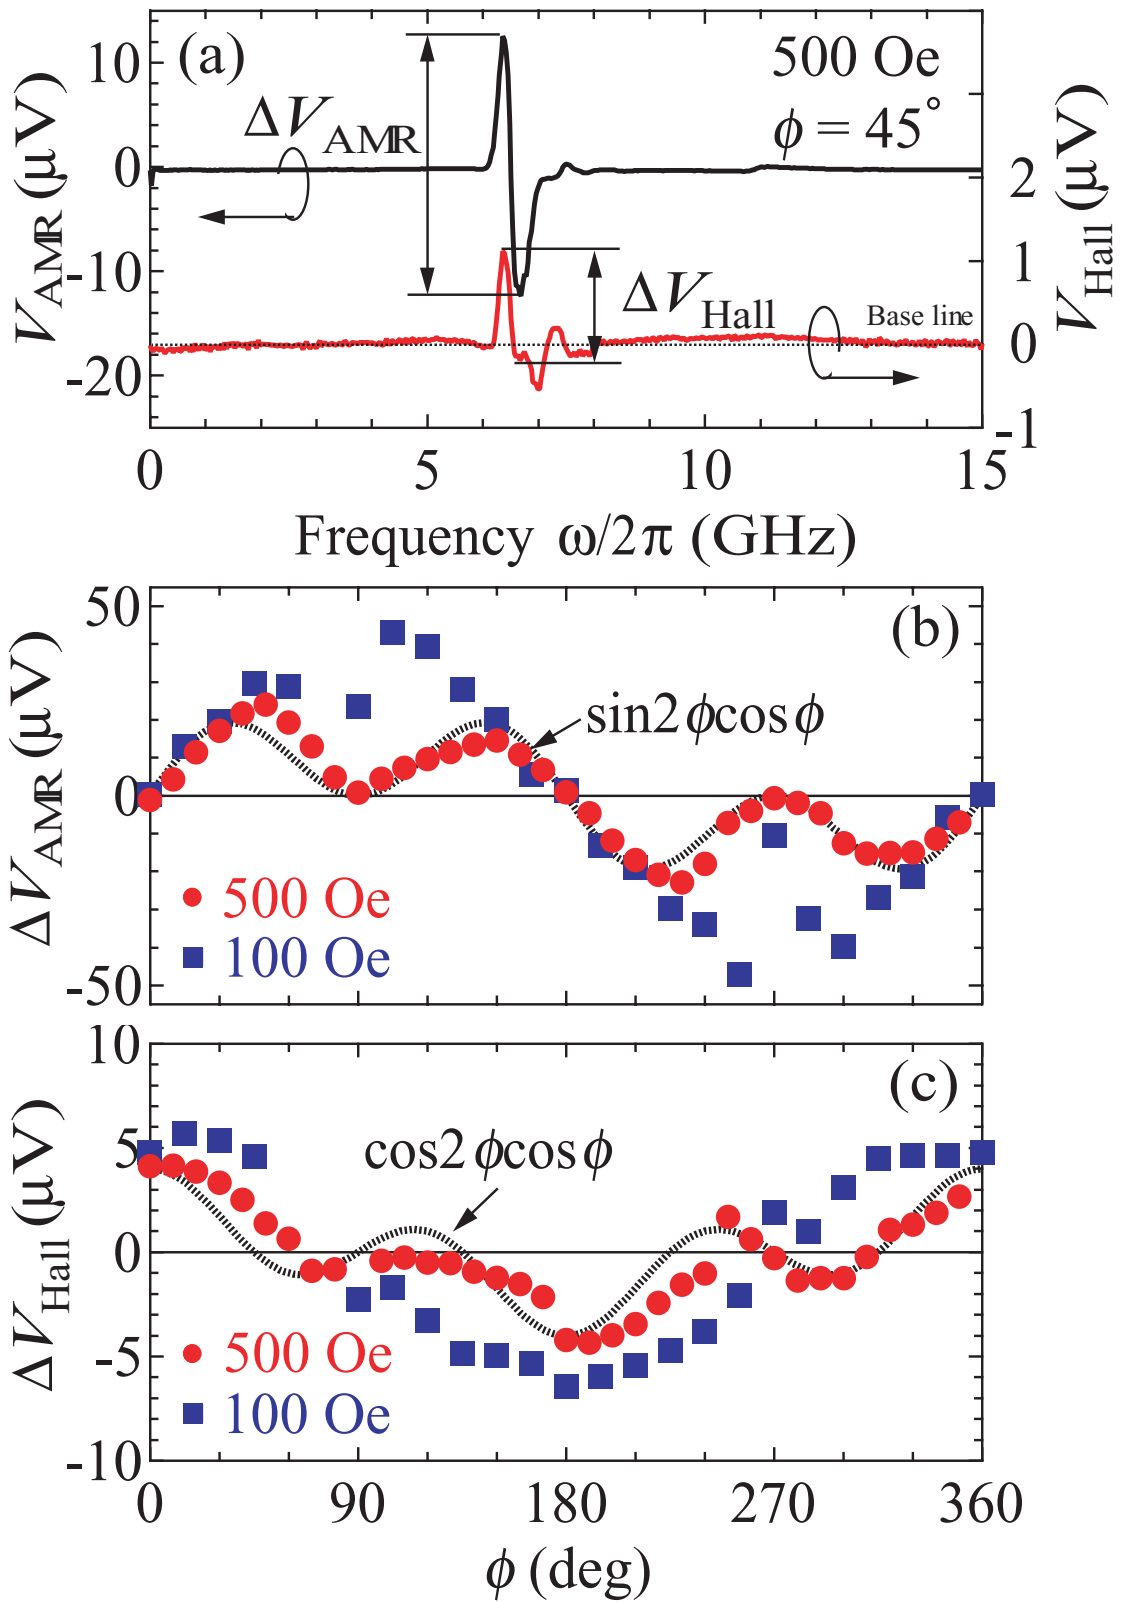 (a)
500 Oe
ϕ = 45°
ΔV_AMR
ΔV_Hall
Base line
V_AMR (μV)
10
0
-10
-20
V_Hall (μV)
2
1
0
-1
0 5 10 15
Frequency ω/2π (GHz)
(b)
sin2ϕcosϕ
500 Oe
100 Oe
ΔV_AMR (μV)
50
0
-50
(c)
cos2ϕcosϕ
500 Oe
100 Oe
ΔV_Hall (μV)
10
5
0
-5
-10
0 90 180 270 360
ϕ (deg)